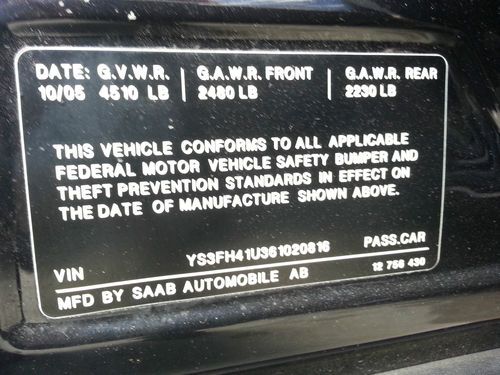 DATE: G.V.W.R. G.A.W.R. FRONT G.A.W.R. REAR
10/05 4510 LB 2480 LB 2230 LB
THIS VEHICLE CONFORMS TO ALL APPLICABLE
FEDERAL MOTOR VEHICLE SAFETY BUMPER AND
THEFT PREVENTION STANDARDS IN EFFECT ON
THE DATE OF MANUFACTURE SHOWN ABOVE.
VIN YS3FH41U361020816 PASS.CAR
MFD BY SAAB AUTOMOBILE AB 12 756 430